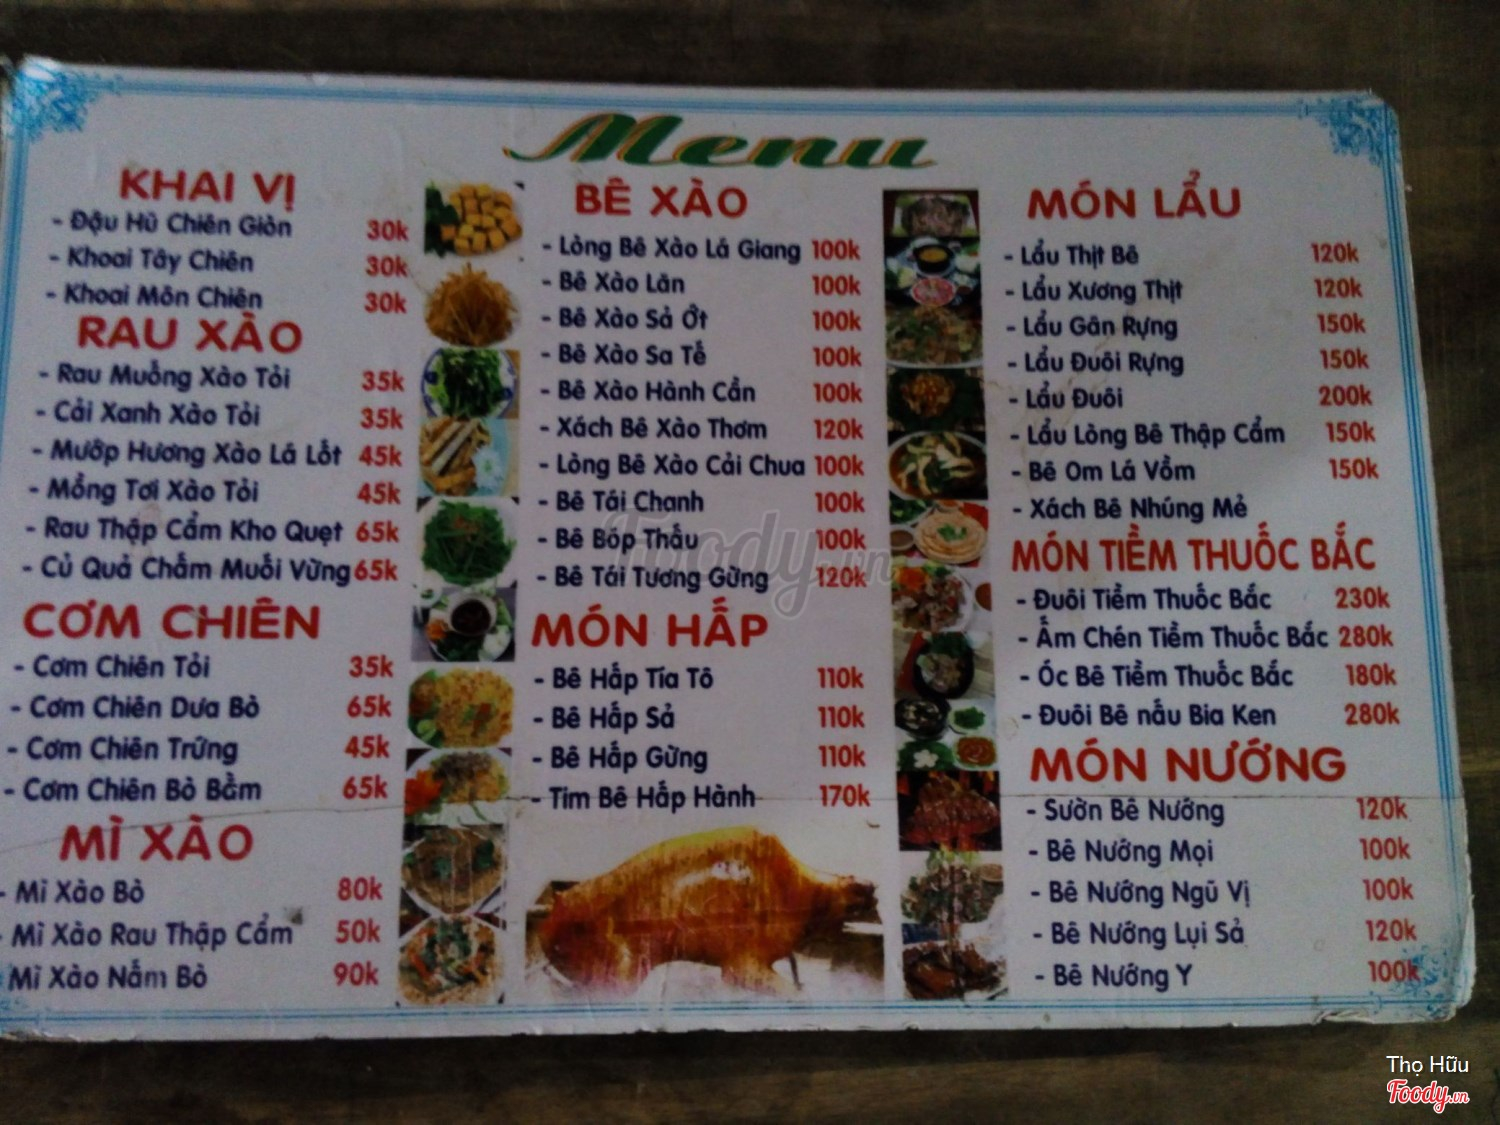 Menu
KHAI VỊ
- Đậu Hủ Chiên Giòn 30k
- Khoai Tây Chiên 30k
- Khoai Môn Chiên 30k
RAU XÀO
- Rau Muống Xào Tỏi 35k
- Cải Xanh Xào Tỏi 35k
- Mướp Hương Xào Lá Lốt 45k
- Mồng Tơi Xào Tỏi 45k
- Rau Thập Cẩm Kho Quẹt 65k
- Củ Quả Chấm Muối Vừng 65k
CƠM CHIÊN
- Cơm Chiên Tỏi 35k
- Cơm Chiên Dưa Bò 65k
- Cơm Chiên Trứng 45k
- Cơm Chiên Bò Bằm 65k
MÌ XÀO
- Mì Xào Bò 80k
- Mì Xào Rau Thập Cẩm 50k
Mì Xào Nấm Bò 90k
BÊ XÀO
- Lòng Bê Xào Lá Giang 100k
- Bê Xào Lăn 100k
- Bê Xào Sả Ớt 100k
- Bê Xào Sa Tế 100k
- Bê Xào Hành Cần 100k
- Xách Bê Xào Thơm 120k
- Lòng Bê Xào Cải Chua 100k
- Bê Tái Chanh 100k
- Bê Bóp Thấu 100k
- Bê Tái Tương Gừng 120k
MÓN HẤP
- Bê Hấp Tía Tô 110k
- Bê Hấp Sả 110k
- Bê Hấp Gừng 110k
- Tim Bê Hấp Hành 170k
MÓN LẨU
- Lẩu Thịt Bê 120k
- Lẩu Xương Thịt 120k
- Lẩu Gân Rựng 150k
- Lẩu Đuôi Rựng 150k
- Lẩu Đuôi 200k
- Lẩu Lòng Bê Thập Cẩm 150k
- Bê Om Lá Vồm 150k
- Xách Bê Nhúng Mẻ
MÓN TIỀM THUỐC BẮC
- Đuôi Tiềm Thuốc Bắc 230k
- Ấm Chén Tiềm Thuốc Bắc 280k
- Óc Bê Tiềm Thuốc Bắc 180k
- Đuôi Bê nấu Bia Ken 280k
MÓN NƯỚNG
- Sườn Bê Nướng 120k
- Bê Nướng Mọi 100k
- Bê Nướng Ngũ Vị 100k
- Bê Nướng Lụi Sả 120k
- Bê Nướng Y 100k
Foody.vn
Thọ Hữu
Foody.vn